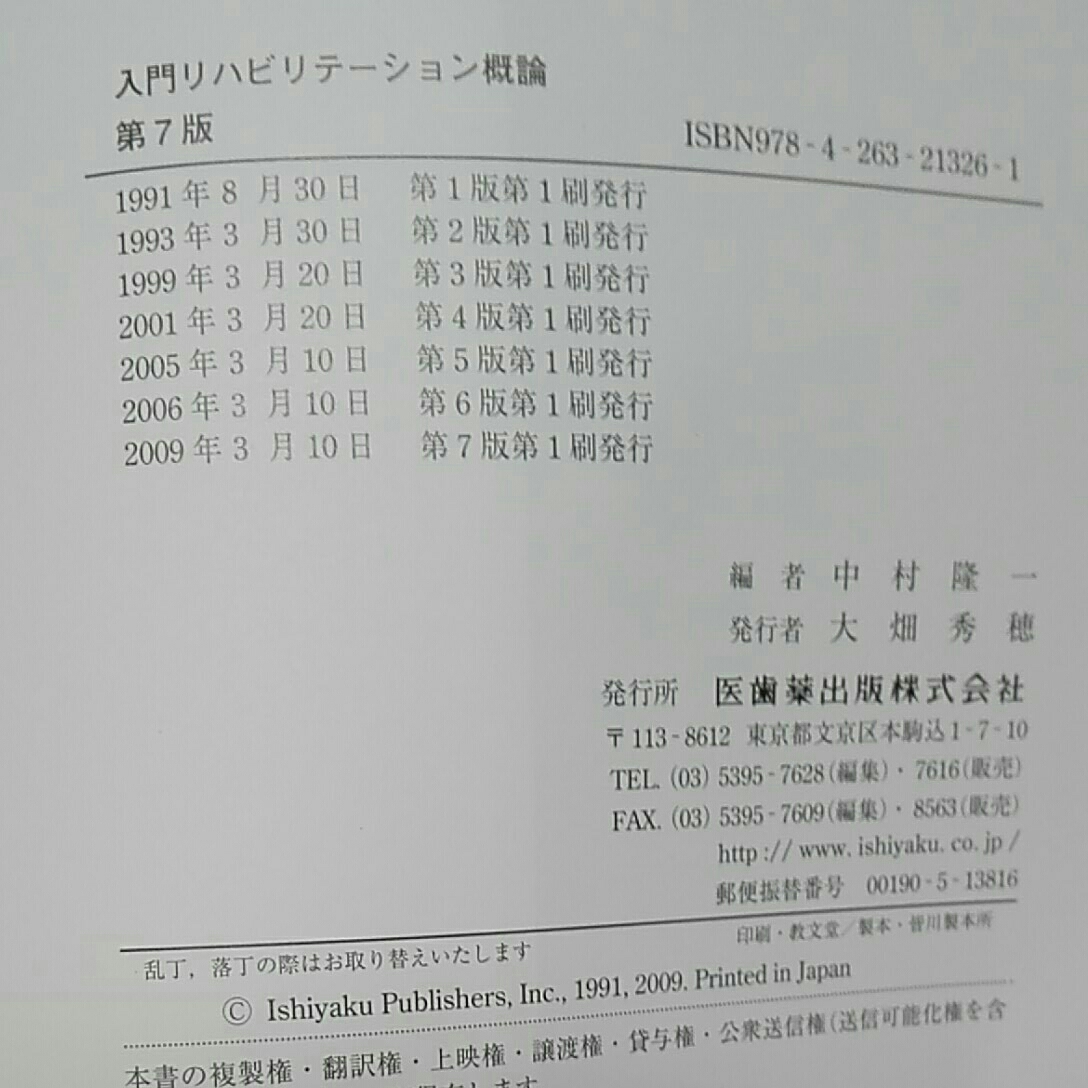 入門リハビリテーション概論
第7版
ISBN978-4-263-21326-1
1991年8月30日 第1版第1刷発行
1993年3月30日 第2版第1刷発行
1999年3月20日 第3版第1刷発行
2001年3月20日 第4版第1刷発行
2005年3月10日 第5版第1刷発行
2006年3月10日 第6版第1刷発行
2009年3月10日 第7版第1刷発行
編者 中村隆一
発行者 大畑秀穂
発行所 医歯薬出版株式会社
〒113-8612 東京都文京区本駒込1-7-10
TEL. (03) 5395-7628(編集)・7616(販売)
FAX. (03) 5395-7609(編集)・8563(販売)
http://www.ishiyaku.co.jp/
郵便振替番号 00190-5-13816
印刷・教文堂/製本・皆川製本所
乱丁，落丁の際はお取り替えいたします
© Ishiyaku Publishers, Inc., 1991, 2009. Printed in Japan
本書の複製権・翻訳権・上映権・譲渡権・貸与権・公衆送信権(送信可能化権を含